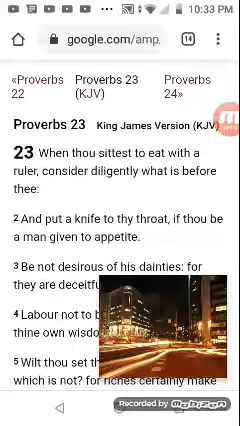 10:33 PM
google.com/amp.
14
«Proverbs 22
Proverbs 23 (KJV)
Proverbs 24»
Proverbs 23 King James Version (KJV)
23 When thou sittest to eat with a
ruler, consider diligently what is before
thee:
2 And put a knife to thy throat, if thou be
a man given to appetite.
3 Be not desirous of his dainties: for
they are
4 Labour not to
thine own
5 Wilt thou set
which is not? for riches certainly make
Recorded by mobizen